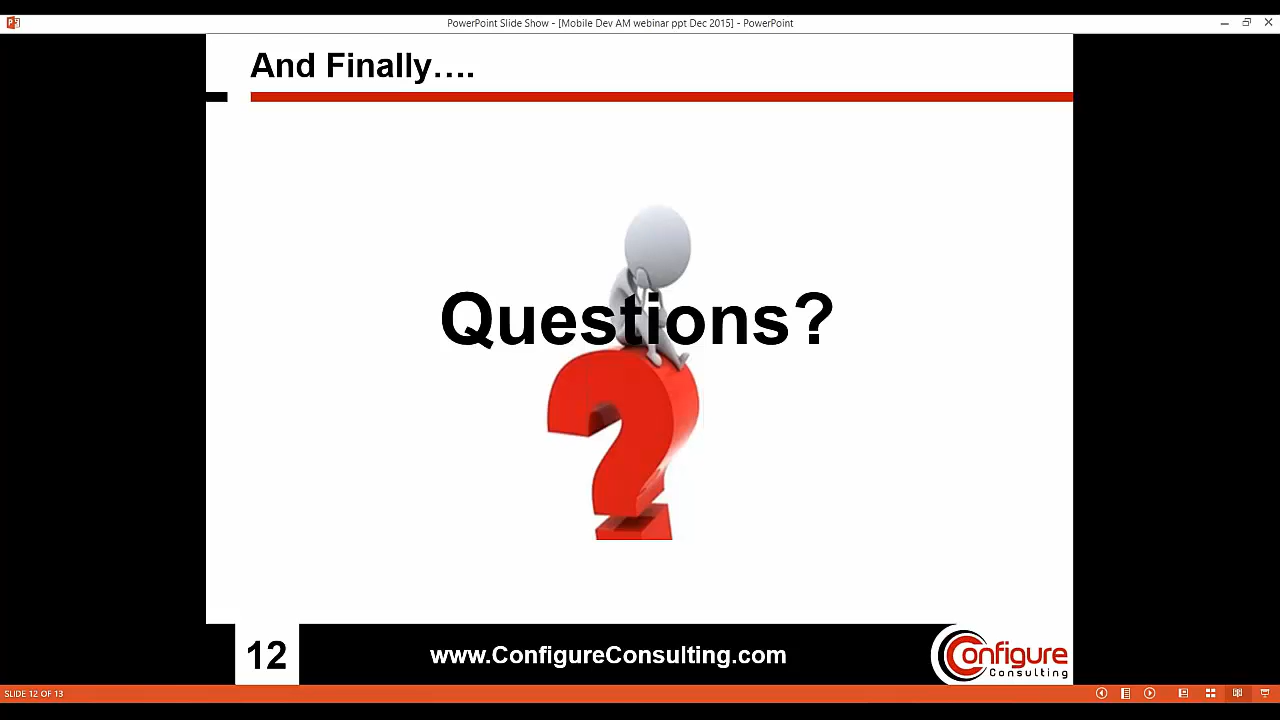 PowerPoint Slide Show - [Mobile Dev AM webinar ppt Dec 2015] - PowerPoint
And Finally….
Questions?
12
www.ConfigureConsulting.com
Configure
Consulting
SLIDE 12 OF 13